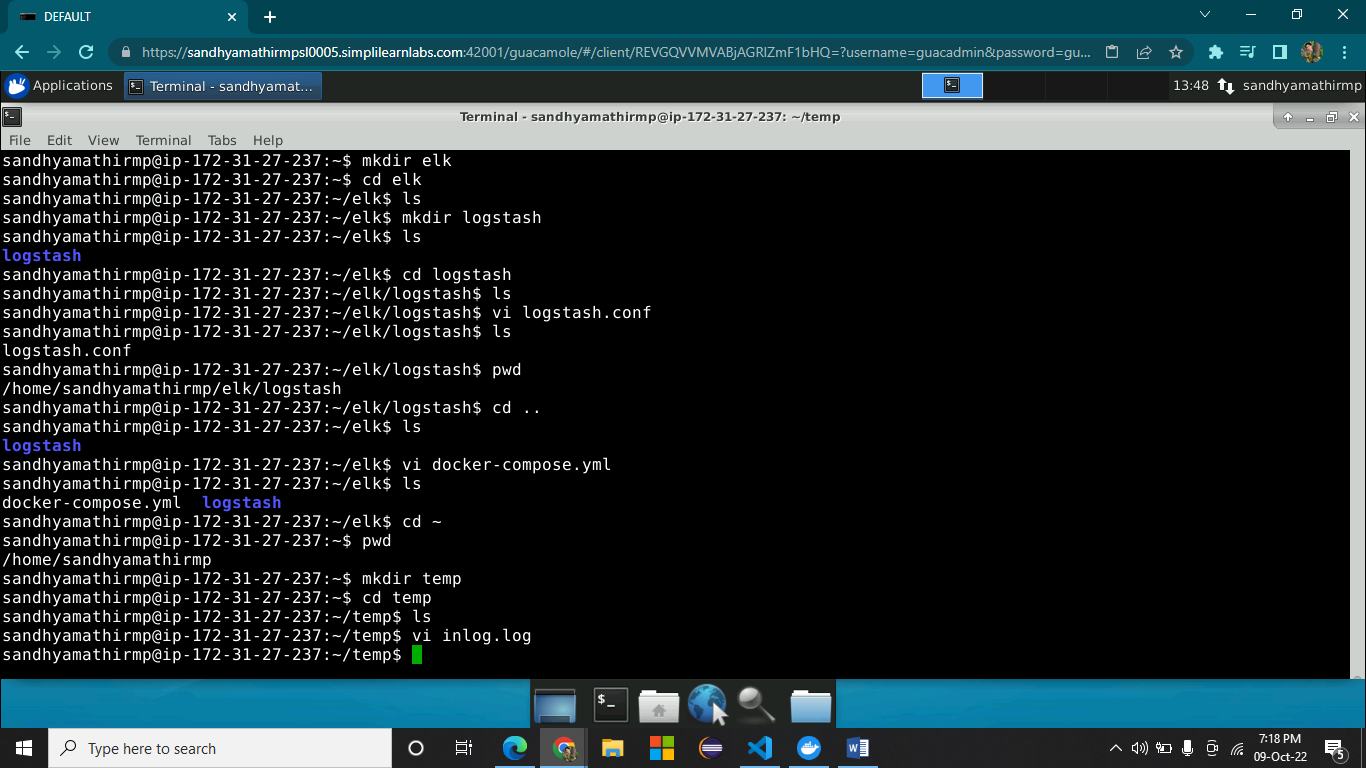 DEFAULT
https://sandhyamathirmpsl0005.simplilearnlabs.com:42001/guacamole/#/client/REVGQVVMVABjAGRlZmF1bHQ=?username=guacadmin&password=gu...
Applications
Terminal - sandhyamat...
13:48
sandhyamathirmp
Terminal - sandhyamathirmp@ip-172-31-27-237: ~/temp
File Edit View Terminal Tabs Help
sandhyamathirmp@ip-172-31-27-237:~$ mkdir elk
sandhyamathirmp@ip-172-31-27-237:~$ cd elk
sandhyamathirmp@ip-172-31-27-237:~/elk$ ls
sandhyamathirmp@ip-172-31-27-237:~/elk$ mkdir logstash
sandhyamathirmp@ip-172-31-27-237:~/elk$ ls
logstash
sandhyamathirmp@ip-172-31-27-237:~/elk$ cd logstash
sandhyamathirmp@ip-172-31-27-237:~/elk/logstash$ ls
sandhyamathirmp@ip-172-31-27-237:~/elk/logstash$ vi logstash.conf
sandhyamathirmp@ip-172-31-27-237:~/elk/logstash$ ls
logstash.conf
sandhyamathirmp@ip-172-31-27-237:~/elk/logstash$ pwd
/home/sandhyamathirmp/elk/logstash
sandhyamathirmp@ip-172-31-27-237:~/elk/logstash$ cd ..
sandhyamathirmp@ip-172-31-27-237:~/elk$ ls
logstash
sandhyamathirmp@ip-172-31-27-237:~/elk$ vi docker-compose.yml
sandhyamathirmp@ip-172-31-27-237:~/elk$ ls
docker-compose.yml  logstash
sandhyamathirmp@ip-172-31-27-237:~/elk$ cd ~
sandhyamathirmp@ip-172-31-27-237:~$ pwd
/home/sandhyamathirmp
sandhyamathirmp@ip-172-31-27-237:~$ mkdir temp
sandhyamathirmp@ip-172-31-27-237:~$ cd temp
sandhyamathirmp@ip-172-31-27-237:~/temp$ ls
sandhyamathirmp@ip-172-31-27-237:~/temp$ vi inlog.log
sandhyamathirmp@ip-172-31-27-237:~/temp$
Type here to search
7:18 PM
09-Oct-22
5